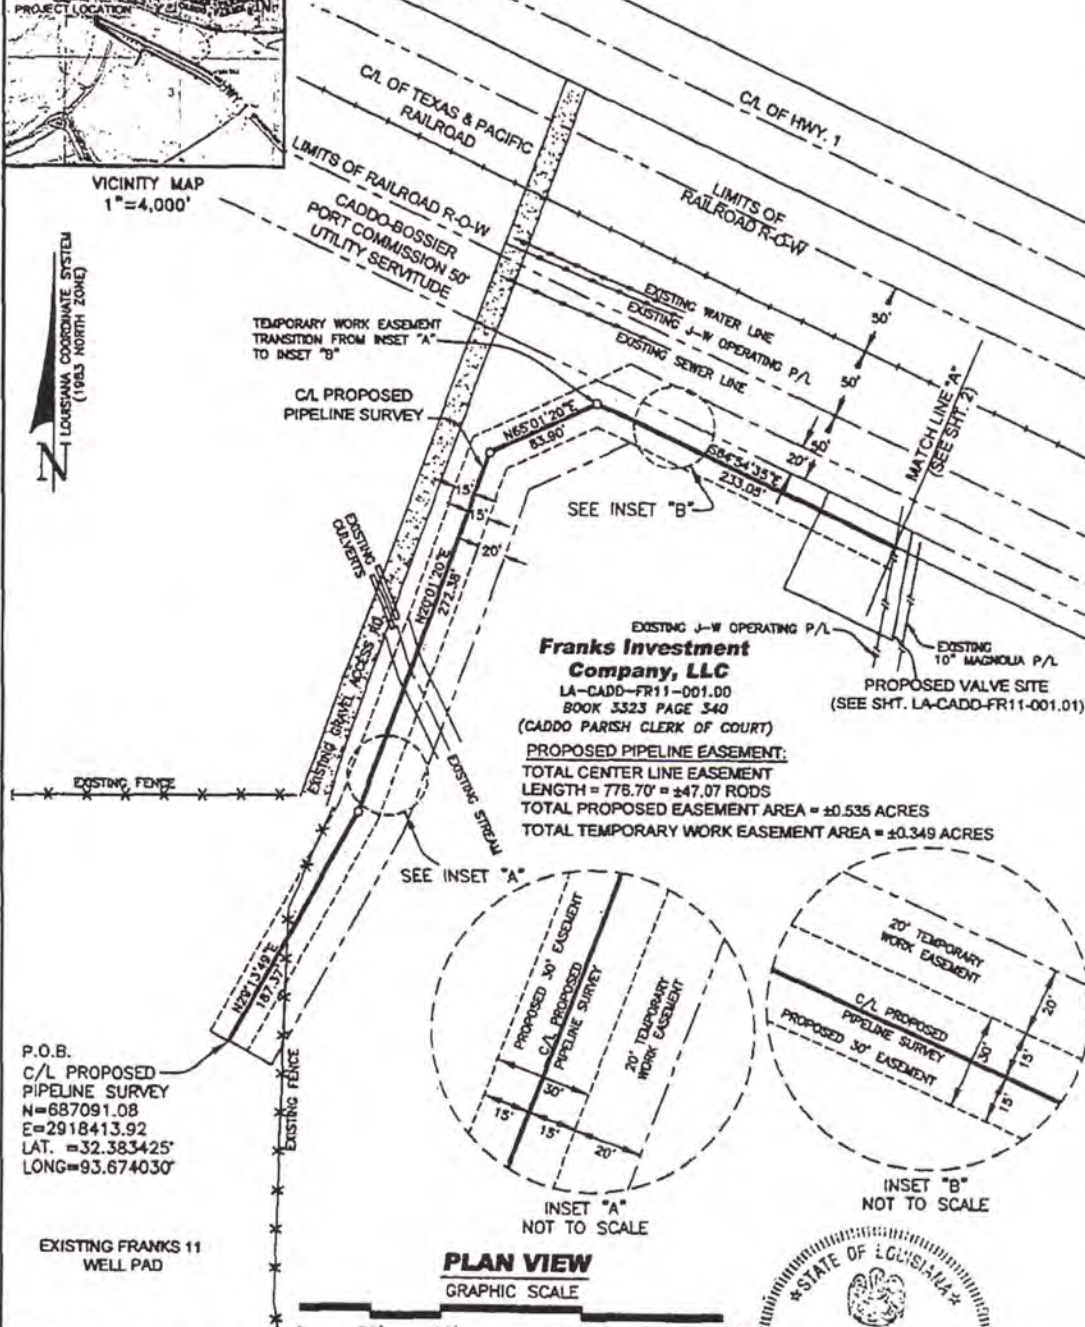 PROJECT LOCATION
3
VICINITY MAP
1"=4,000'
LOUISIANA COORDINATE SYSTEM
(1983 NORTH ZONE)
N
C/L OF TEXAS & PACIFIC
RAILROAD
C/L OF HWY. 1
LIMITS OF RAILROAD R-O-W
LIMITS OF
RAILROAD R-O-W
CADDO-BOSSIER
PORT COMMISSION 50'
UTILITY SERVITUDE
TEMPORARY WORK EASEMENT
TRANSITION FROM INSET "A"
TO INSET "B"
C/L PROPOSED
PIPELINE SURVEY
EXISTING WATER LINE
EXISTING J-W OPERATING P/L
EXISTING SEWER LINE
50'
50'
50'
20'
MATCH LINE "A"
(SEE SHT. 2)
N65°01'20"E
83.90'
S64°54'35"E
233.05'
SEE INSET "B"
15'
15'
20'
EXISTING
CULVERTS
N20°01'20"E
272.38'
EXISTING GRAVEL ACCESS RD.
EXISTING STREAM
EXISTING FENCE
EXISTING J-W OPERATING P/L
EXISTING
10" MAGNOLIA P/L
PROPOSED VALVE SITE
(SEE SHT. LA-CADD-FR11-001.01)
Franks Investment
Company, LLC
LA-CADD-FR11-001.00
BOOK 3323 PAGE 340
(CADDO PARISH CLERK OF COURT)
PROPOSED PIPELINE EASEMENT:
TOTAL CENTER LINE EASEMENT
LENGTH = 776.70' = ±47.07 RODS
TOTAL PROPOSED EASEMENT AREA = ±0.535 ACRES
TOTAL TEMPORARY WORK EASEMENT AREA = ±0.349 ACRES
SEE INSET "A"
N29°13'49"E
187.37'
P.O.B.
C/L PROPOSED
PIPELINE SURVEY
N=687091.08
E=2918413.92
LAT. =32.383425°
LONG=93.674030°
EXISTING FENCE
EXISTING FRANKS 11
WELL PAD
PROPOSED 30' EASEMENT
C/L PROPOSED
PIPELINE SURVEY
20' TEMPORARY
WORK EASEMENT
30'
15'
15'
20'
INSET "A"
NOT TO SCALE
20' TEMPORARY
WORK EASEMENT
C/L PROPOSED
PIPELINE SURVEY
PROPOSED 30' EASEMENT
20'
30'
15'
15'
INSET "B"
NOT TO SCALE
PLAN VIEW
GRAPHIC SCALE
STATE OF LOUISIANA